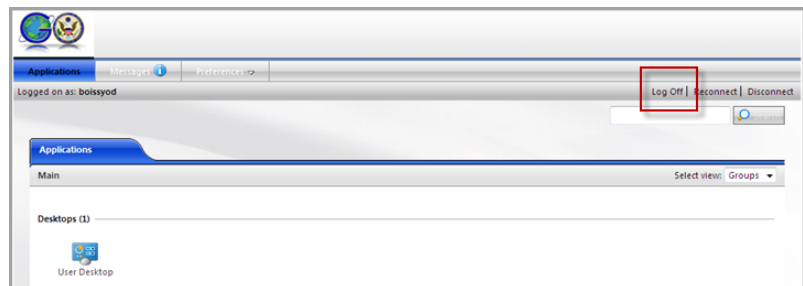 GO
Applications Messages Preferences
Logged on as: boissyod Log Off | Reconnect | Disconnect
Applications
Main Select view: Groups
Desktops (1)
User Desktop